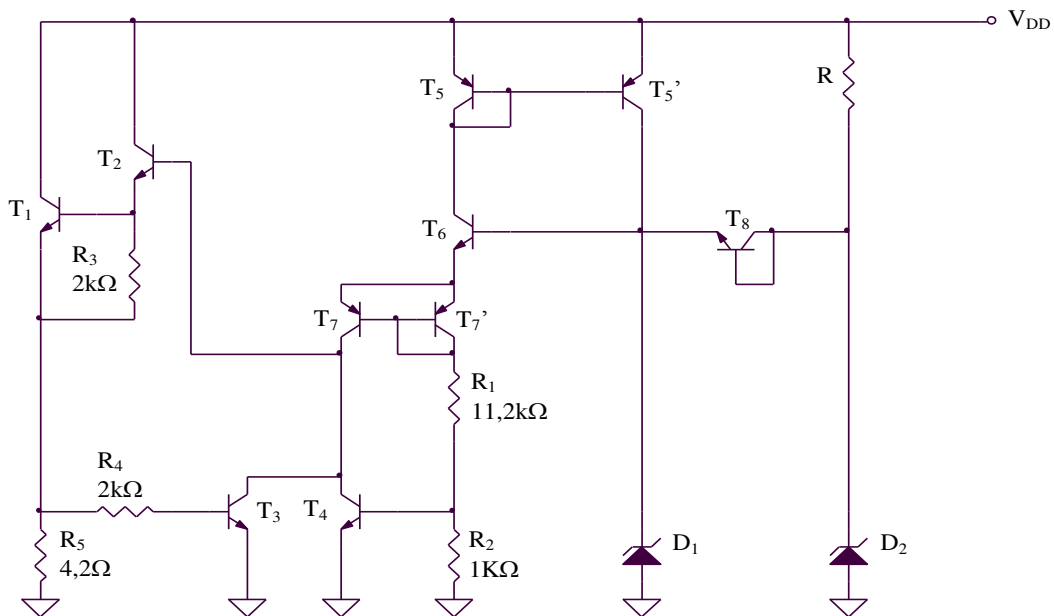 V_DD
T₅
T₅’
R
T₂
T₁
T₆
T₈
R₃
2kΩ
T₇
T₇’
R₁
11,2kΩ
R₄
2kΩ
T₃
T₄
R₅
4,2Ω
R₂
1KΩ
D₁
D₂